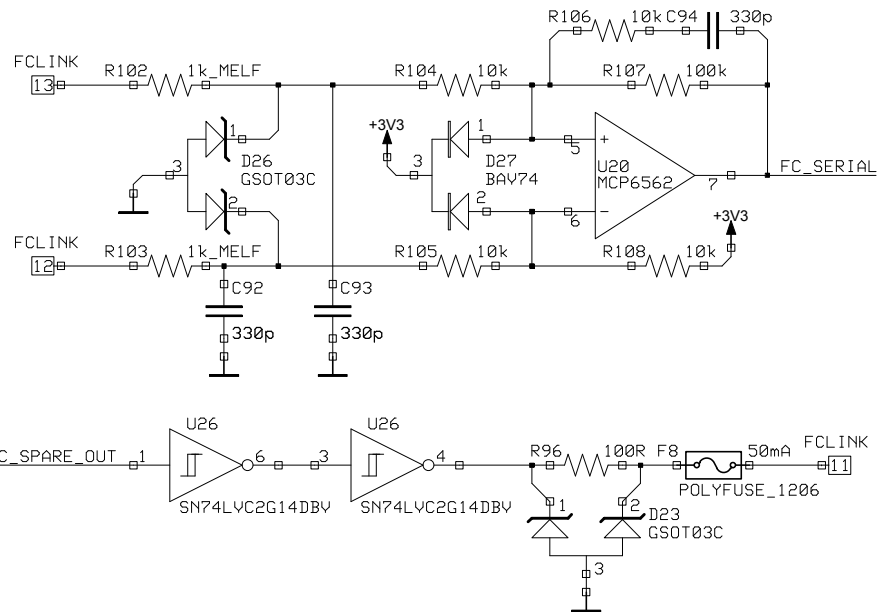 R106 10k C94 330p
FCLINK
13 R102 1k_MELF R104 10k R107 100k
+3V3
1 1 5 +
3 D26 3 D27 U20
GSOT03C BAV74 MCP6562 7 FC_SERIAL
2 2 6 −
+3V3
FCLINK
12 R103 1k_MELF R105 10k R108 10k
C92 C93
330p 330p
U26 U26
C_SPARE_OUT 1 6 3 4 R96 100R F8 50mA FCLINK
11
SN74LVC2G14DBV SN74LVC2G14DBV POLYFUSE_1206
1 2 D23
GSOT03C
3